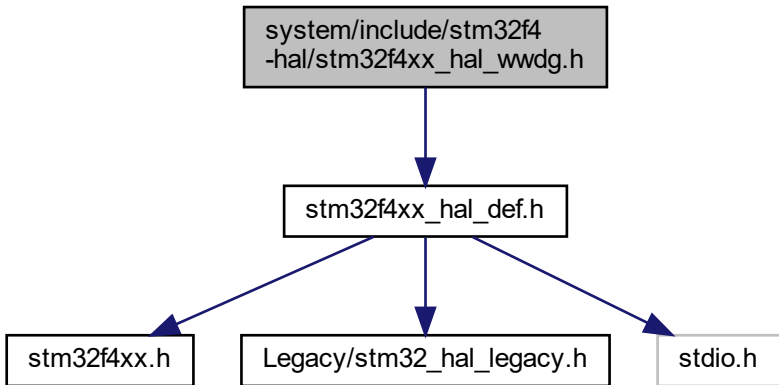 system/include/stm32f4
-hal/stm32f4xx_hal_wwdg.h
stm32f4xx_hal_def.h
stm32f4xx.h
Legacy/stm32_hal_legacy.h
stdio.h